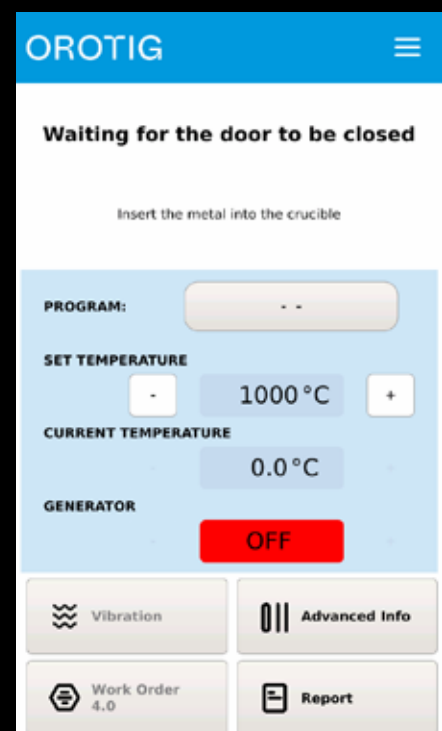 OROTIG
Waiting for the door to be closed
Insert the metal into the crucible
PROGRAM: - -
SET TEMPERATURE
- 1000 °C +
CURRENT TEMPERATURE
0.0 °C
GENERATOR
OFF
Vibration Advanced Info
Work Order
4.0
Report